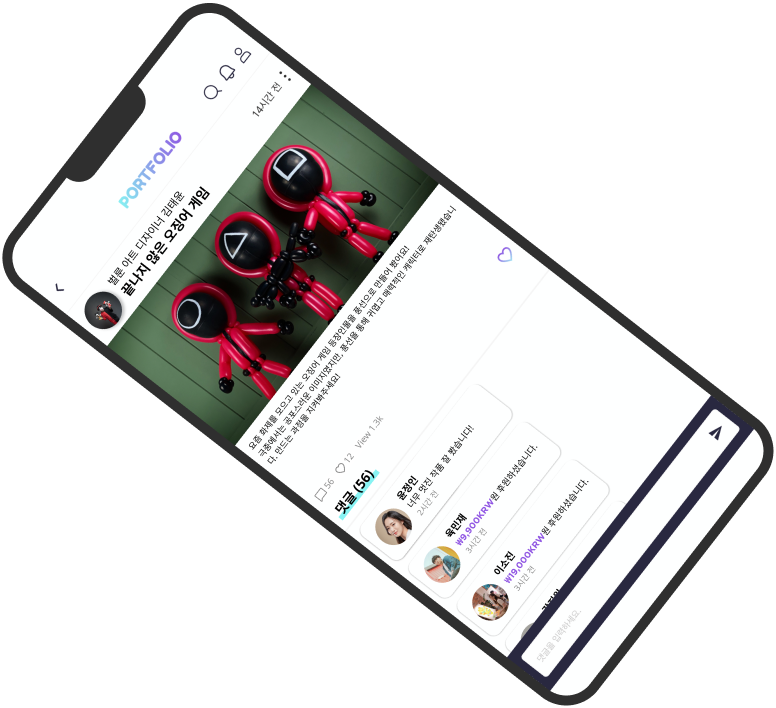 PORTFOLIO
벌룬 아트 디자이너 김태윤
14시간 전
끝나지 않은 오징어 게임
요즘 화제를 모으고 있는 오징어 게임 등장인물을 풍선으로 만들어 봤어요!
극중에서는 공포스러운 이미지였지만, 풍선을 통해 귀엽고 매력적인 캐릭터로 재탄생됐습니
다. 만드는 과정을 지켜봐주세요!
56 12 View 1.3k
댓글 (56)
윤정인
너무 멋진 작품 잘 봤습니다!
2시간 전
육민재
₩9,900KRW원 후원하셨습니다.
3시간 전
이소진
₩19,000KRW원 후원하셨습니다.
3시간 전
댓글을 입력하세요.